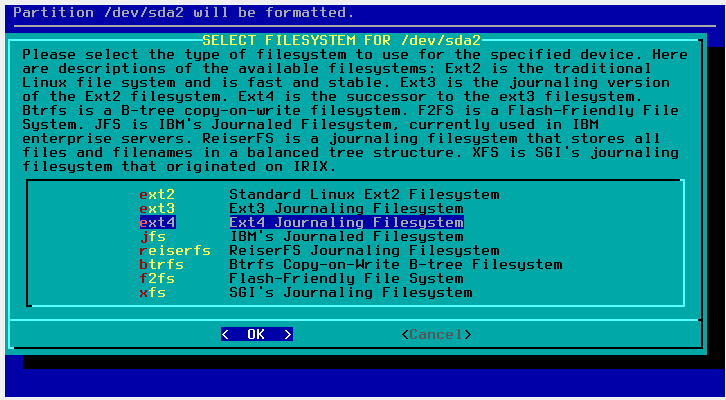 Partition /dev/sda2 will be formatted.
SELECT FILESYSTEM FOR /dev/sda2
Please select the type of filesystem to use for the specified device. Here
are descriptions of the available filesystems: Ext2 is the traditional
Linux file system and is fast and stable. Ext3 is the journaling version
of the Ext2 filesystem. Ext4 is the successor to the ext3 filesystem.
Btrfs is a B-tree copy-on-write filesystem. F2FS is a Flash-Friendly File
System. JFS is IBM's Journaled Filesystem, currently used in IBM
enterprise servers. ReiserFS is a journaling filesystem that stores all
files and filenames in a balanced tree structure. XFS is SGI's journaling
filesystem that originated on IRIX.
ext2 Standard Linux Ext2 Filesystem
ext3 Ext3 Journaling Filesystem
ext4 Ext4 Journaling Filesystem
jfs IBM's Journaled Filesystem
reiserfs ReiserFS Journaling Filesystem
btrfs Btrfs Copy-on-Write B-tree Filesystem
f2fs Flash-Friendly File System
xfs SGI's Journaling Filesystem
< OK > <Cancel>